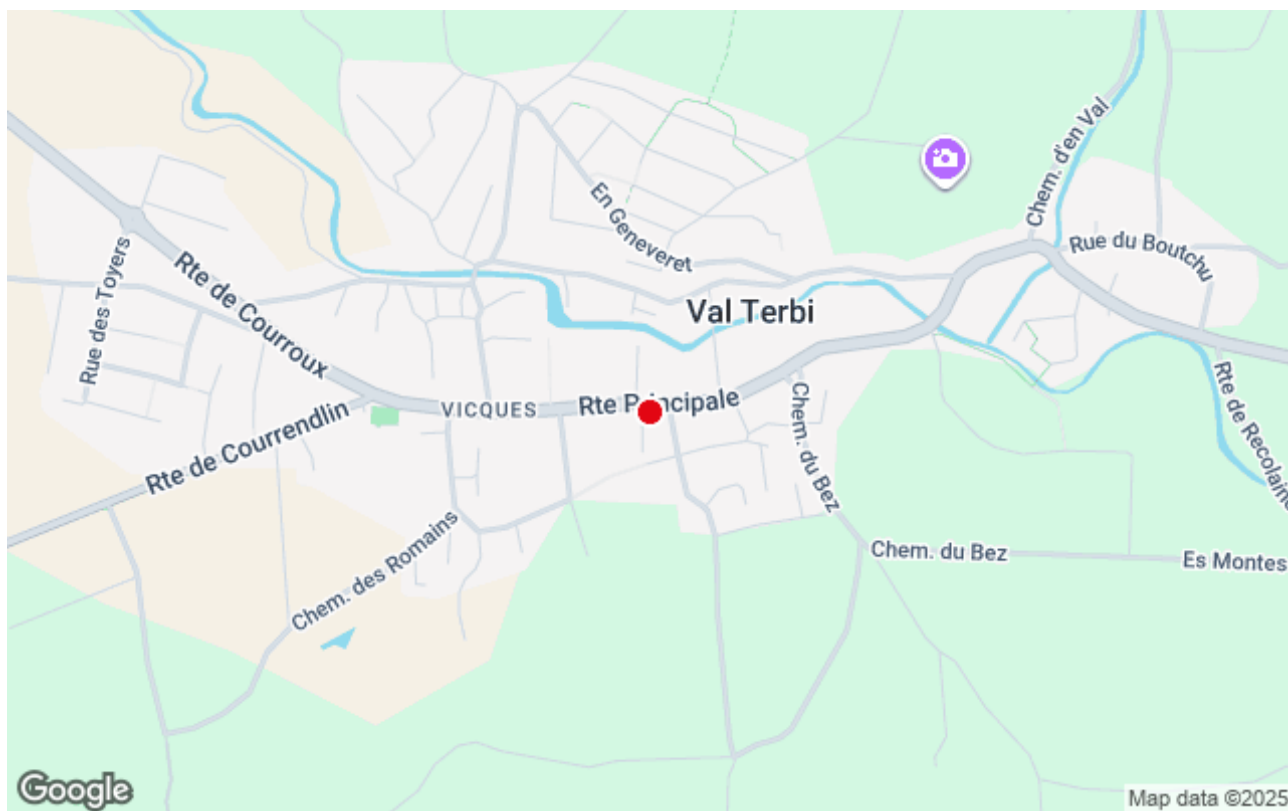 Chem. d'en Val
En Geneveret
Rue du Boutchu
Rue des Toyers
Rte de Courroux
Val Terbi
VICQUES
Rte Principale
Rte de Courrendlin
Chem. du Bez
Rte de Recolaine
Chem. des Romains
Chem. du Bez
Es Montes
Google
Map data ©2025